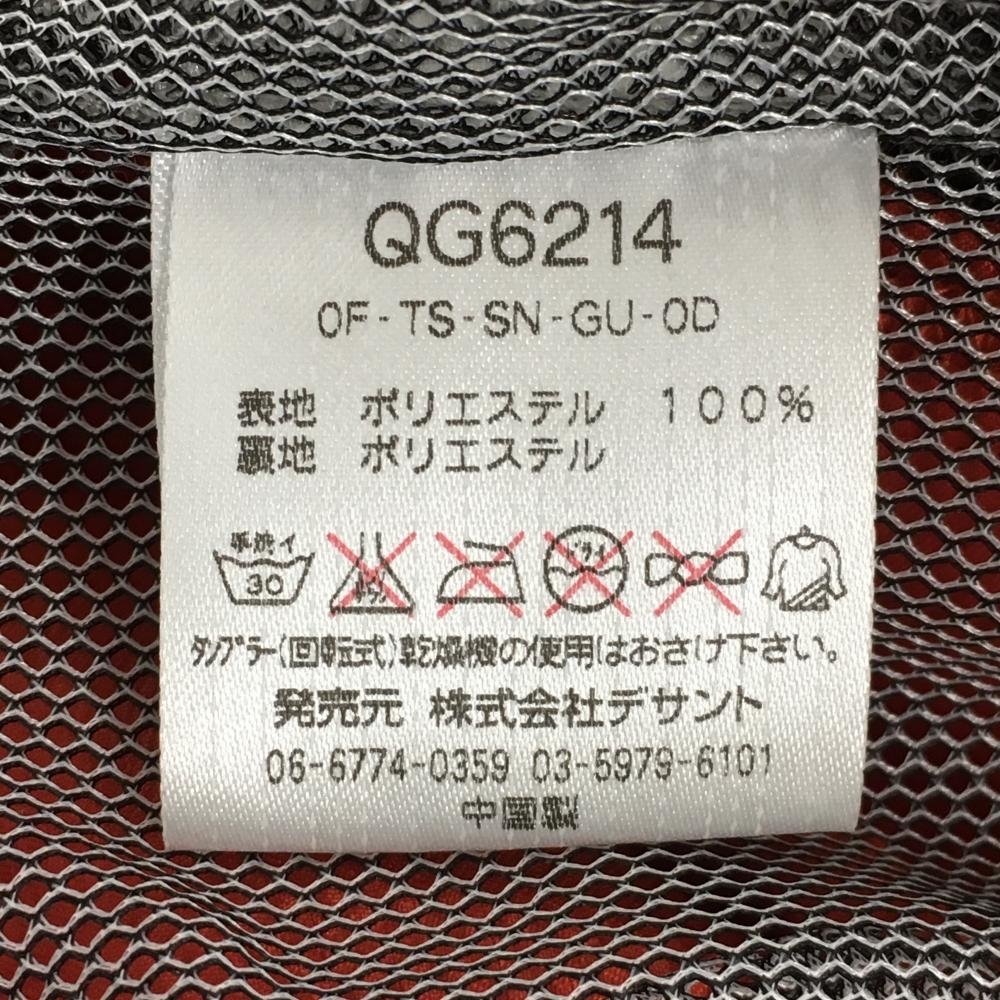 QG6214
0F-TS-SN-GU-0D
表地 ポリエステル 100%
裏地 ポリエステル
手洗イ
30
タンブラー(回転式)乾燥機の使用はおさけ下さい。
発売元 株式会社デサント
06-6774-0359 03-5979-6101
中国製